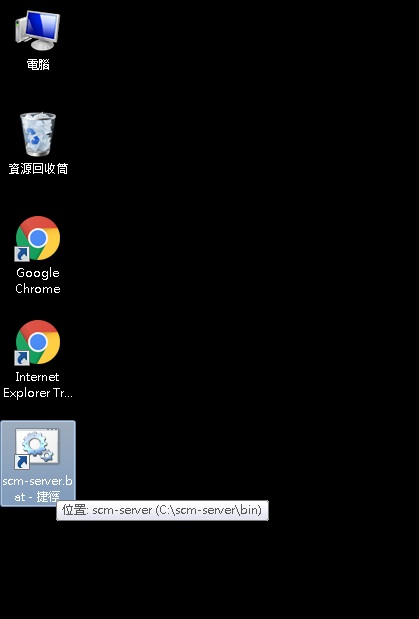 電腦
資源回收筒
Google
Chrome
Internet
Explorer Tr...
scm-server.b
at - 捷徑
位置: scm-server (C:\scm-server\bin)